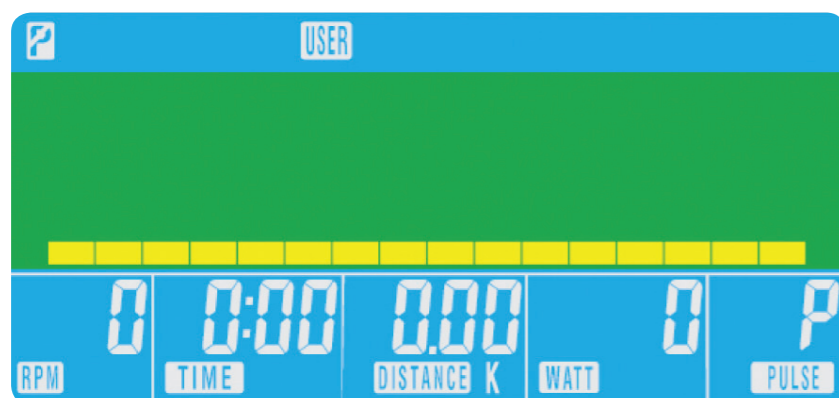 P USER
0 0:00 0.00 0 P
RPM TIME DISTANCE K WATT PULSE